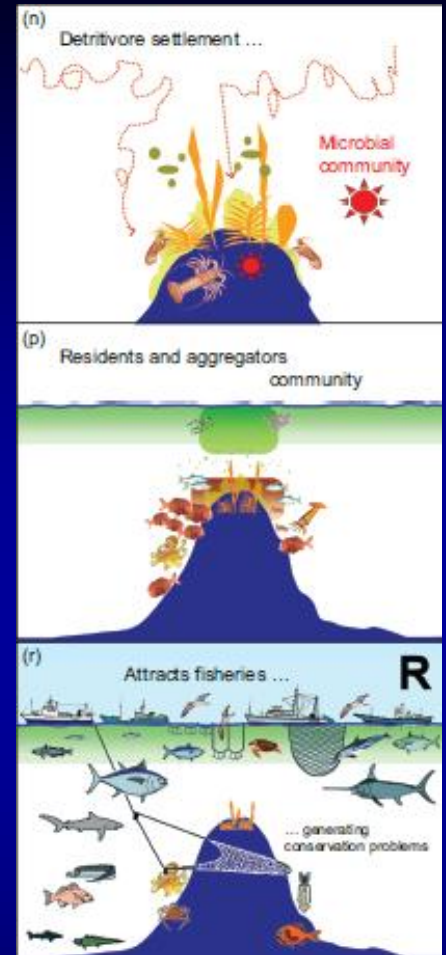 (n)
Detritivore settlement ...
Microbial
community
(p)
Residents and aggregators
community
(r)
Attracts fisheries ...
R
... generating
conservation problems